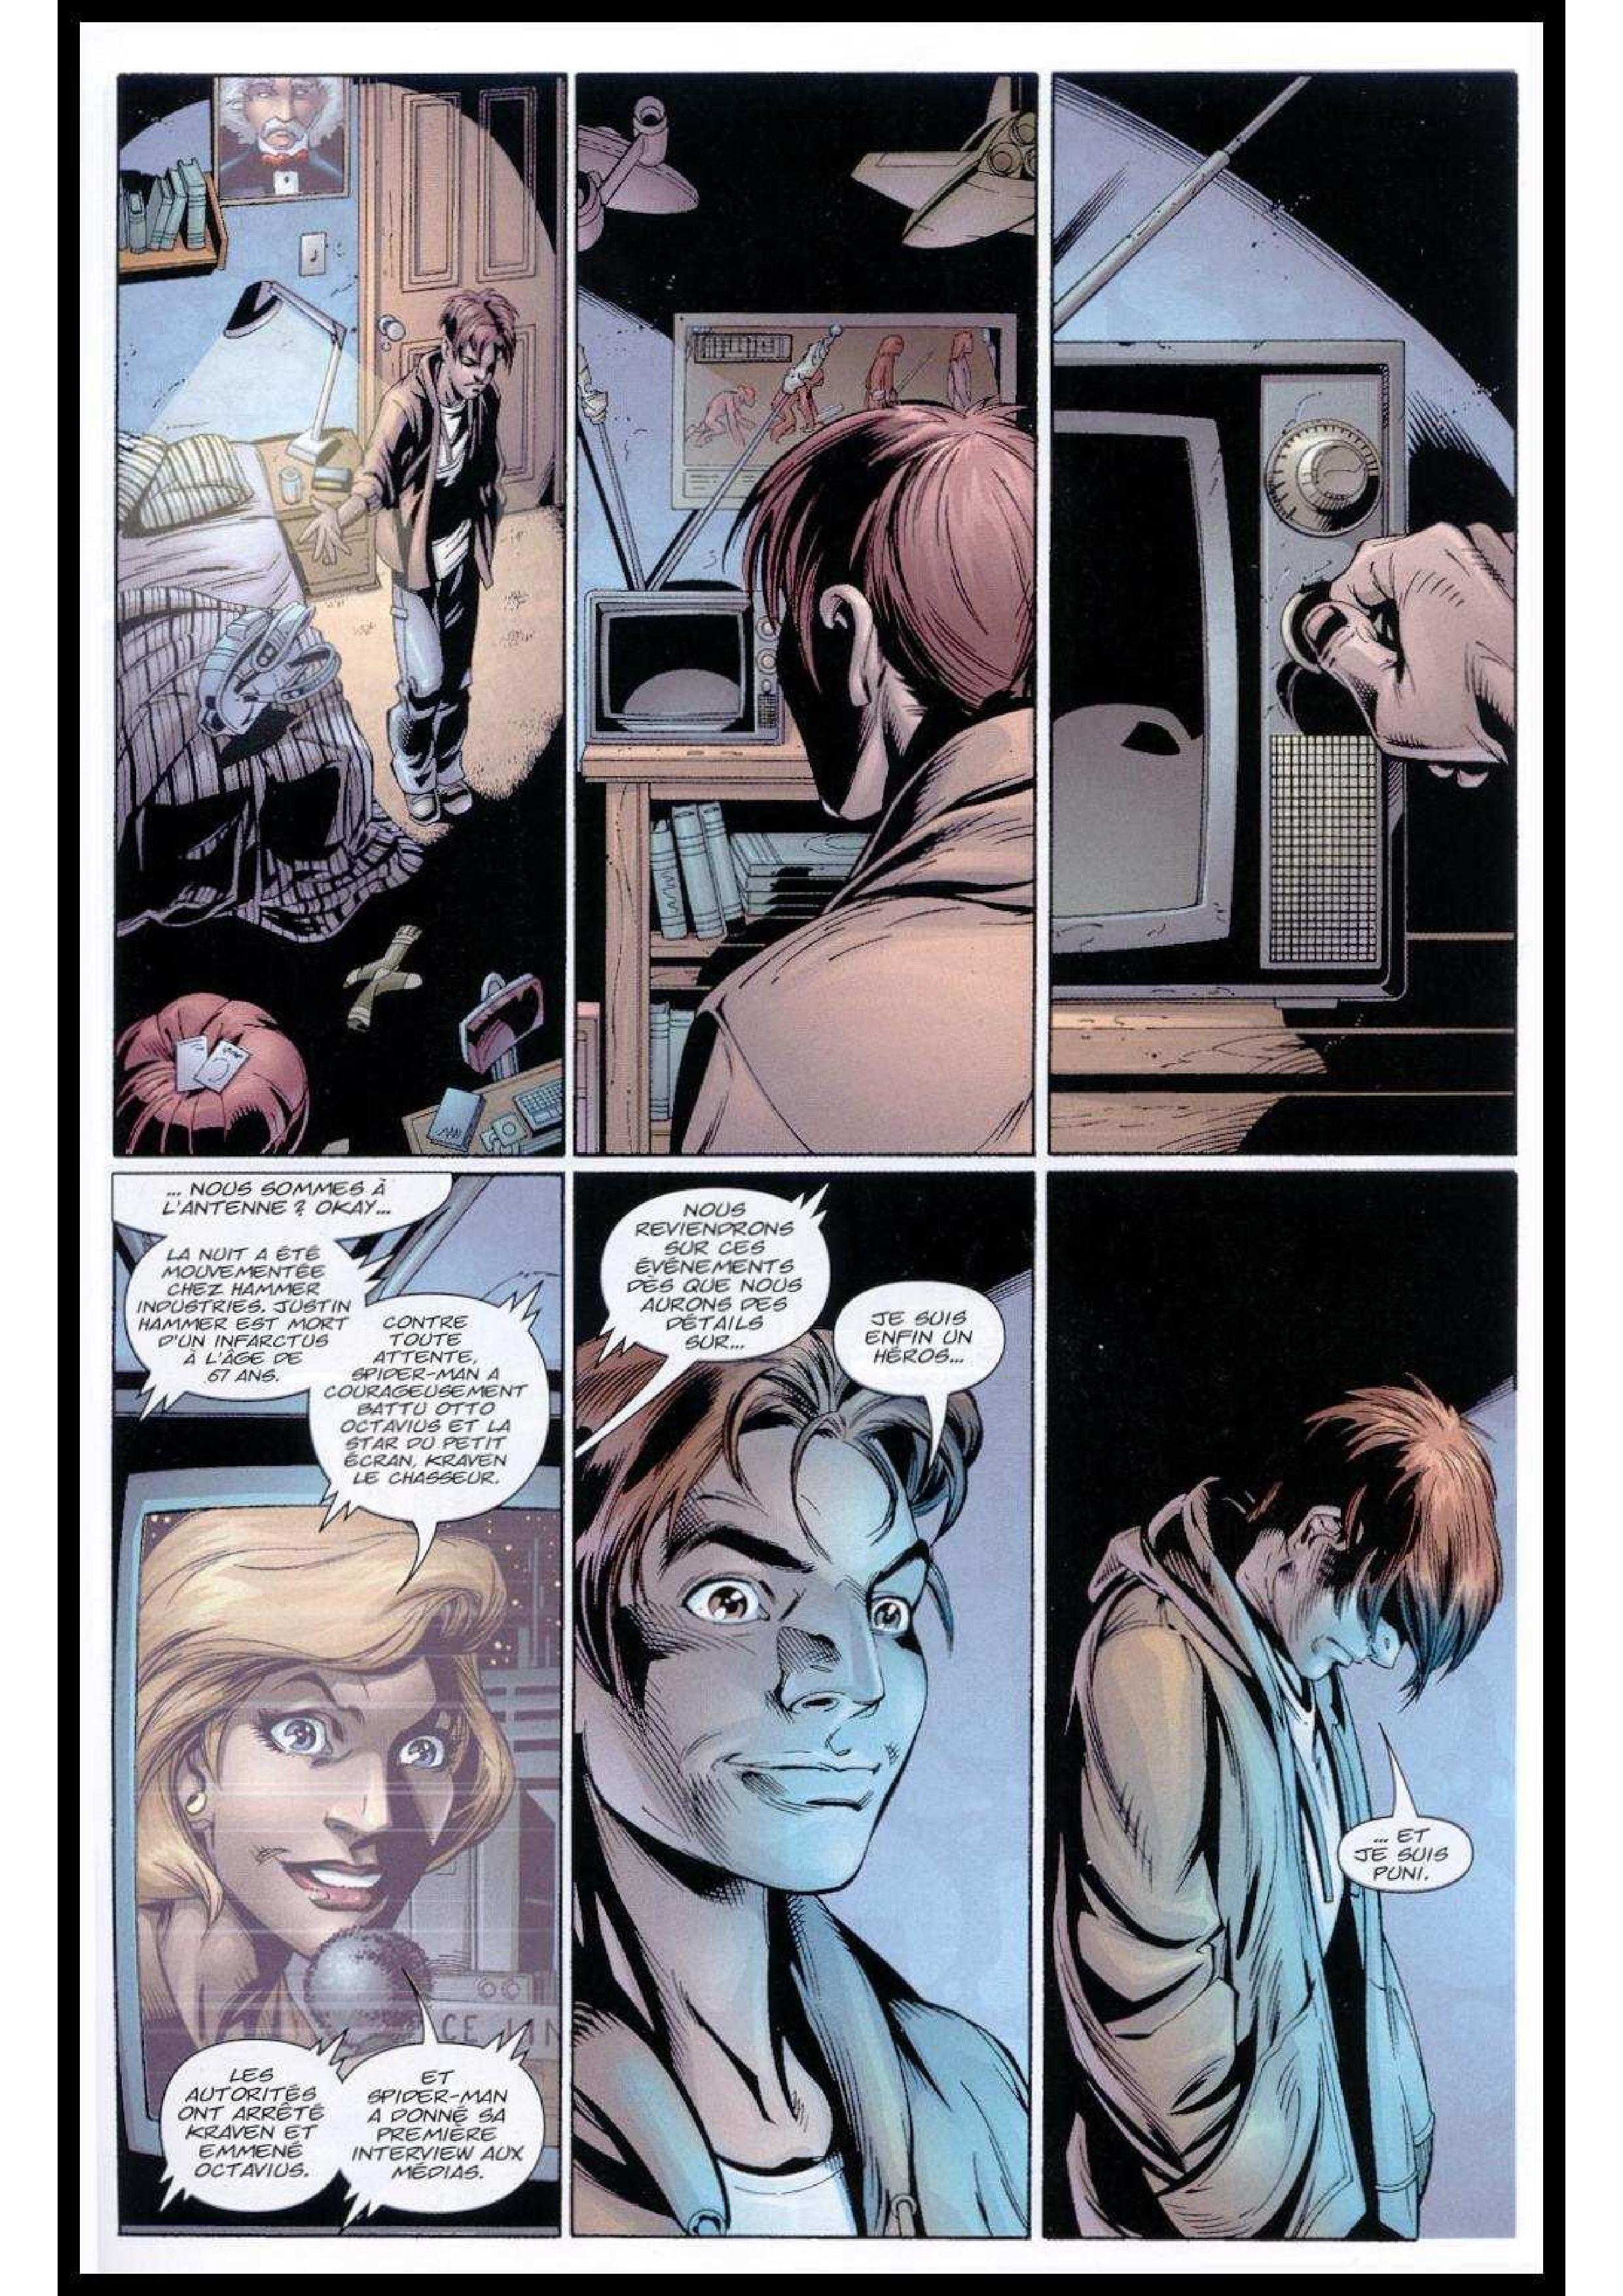 ... NOUS SOMMES À
L'ANTENNE ? OKAY...
LA NUIT A ÉTÉ
MOUVEMENTÉE
CHEZ HAMMER
INDUSTRIES. JUSTIN
HAMMER EST MORT
D'UN INFARCTUS
À L'ÂGE DE
67 ANS.
CONTRE
TOUTE
ATTENTE,
SPIDER-MAN A
COURAGEUSEMENT
BATTU OTTO
OCTAVIUS ET LA
STAR DU PETIT
ÉCRAN, KRAVEN
LE CHASSEUR.
CE LIN
LES
AUTORITÉS
ONT ARRÊTÉ
KRAVEN ET
EMMENÉ
OCTAVIUS.
ET
SPIDER-MAN
A DONNÉ SA
PREMIÈRE
INTERVIEW AUX
MÉDIAS.
NOUS
REVIENDRONS
SUR CES
ÉVÉNEMENTS
DÈS QUE NOUS
AURONS DES
DÉTAILS
SUR...
JE SUIS
ENFIN UN
HÉROS...
... ET
JE SUIS
PUNI.